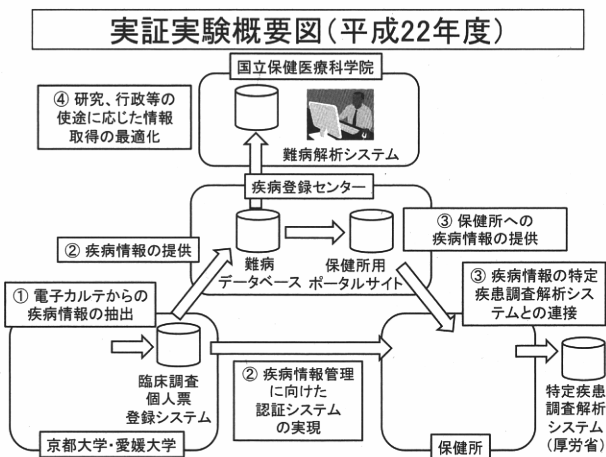 実証実験概要図(平成22年度)
国立保健医療科学院
④ 研究、行政等の
使途に応じた情報
取得の最適化
難病解析システム
疾病登録センター
② 疾病情報の提供
③ 保健所への
疾病情報の提供
難病
データベース
保健所用
ポータルサイト
① 電子カルテからの
疾病情報の抽出
③ 疾病情報の特定
疾患調査解析シス
テムとの連接
臨床調査
個人票
登録システム
② 疾病情報管理
に向けた
認証システム
の実現
特定疾患
調査解析
システム
(厚労省)
京都大学・愛媛大学
保健所